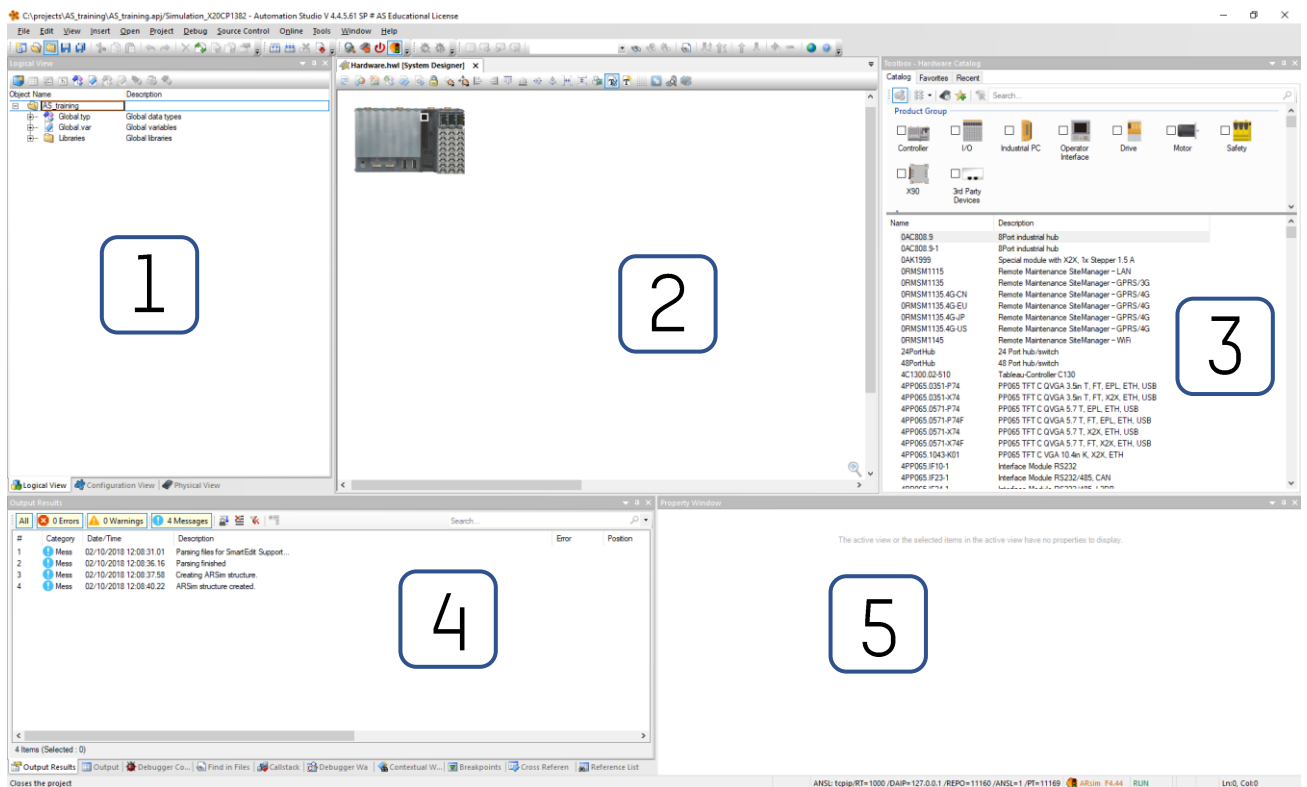 C:\projects\AS_training\AS_training.apj/Simulation_X20CP1382 - Automation Studio V 4.4.5.61 SP # AS Educational License
File Edit View Insert Open Project Debug Source Control Online Tools Window Help
Logical View
Object Name Description
AS_training
Global.typ Global data types
Global.var Global variables
Libraries Global libraries
1
Logical View Configuration View Physical View
Hardware.hwl [System Designer]
2
Toolbox - Hardware Catalog
Catalog Favorites Recent
Search...
Product Group
Controller I/O Industrial PC Operator Interface Drive Motor Safety
X90 3rd Party Devices
Name Description
0AC808.9 8Port industrial hub
0AC808.9-1 8Port industrial hub
0AK1999 Special module with X2X, 1x Stepper 1.5 A
0RMSM1115 Remote Maintenance SiteManager - LAN
0RMSM1135 Remote Maintenance SiteManager - GPRS/3G
0RMSM1135.4G-CN Remote Maintenance SiteManager - GPRS/4G
0RMSM1135.4G-EU Remote Maintenance SiteManager - GPRS/4G
0RMSM1135.4G-JP Remote Maintenance SiteManager - GPRS/4G
0RMSM1135.4G-US Remote Maintenance SiteManager - GPRS/4G
0RMSM1145 Remote Maintenance SiteManager - WiFi
24PortHub 24 Port hub/switch
48PortHub 48 Port hub/switch
4C1300.02-510 Tableau-Controller C130
4PP065.0351-P74 PP065 TFT C QVGA 3.5in T, FT, EPL, ETH, USB
4PP065.0351-X74 PP065 TFT C QVGA 3.5in T, FT, X2X, ETH, USB
4PP065.0571-P74 PP065 TFT C QVGA 5.7 T, EPL, ETH, USB
4PP065.0571-P74F PP065 TFT C QVGA 5.7 T, FT, EPL, ETH, USB
4PP065.0571-X74 PP065 TFT C QVGA 5.7 T, X2X, ETH, USB
4PP065.0571-X74F PP065 TFT C QVGA 5.7 T, FT, X2X, ETH, USB
4PP065.1043-K01 PP065 TFT C VGA 10.4in K, X2X, ETH
4PP065.IF10-1 Interface Module RS232
4PP065.IF23-1 Interface Module RS232/485, CAN
3
Output Results
All 0 Errors 0 Warnings 4 Messages Search...
# Category Date/Time Description Error Position
1 Mess 02/10/2018 12:08:31.01 Parsing files for SmartEdit Support...
2 Mess 02/10/2018 12:08:36.16 Parsing finished
3 Mess 02/10/2018 12:08:37.58 Creating ARSim structure.
4 Mess 02/10/2018 12:08:40.22 ARSim structure created.
4
4 Items (Selected : 0)
Output Results Output Debugger Co... Find in Files Callstack Debugger Wa Contextual W... Breakpoints Cross Referen Reference List
Property Window
The active view or the selected items in the active view have no properties to display.
5
Closes the project ANSL: tcpip/RT=1000 /DAIP=127.0.0.1 /REPO=11160 /ANSL=1 /PT=11169 ARsim F4.44 RUN Ln:0, Col:0